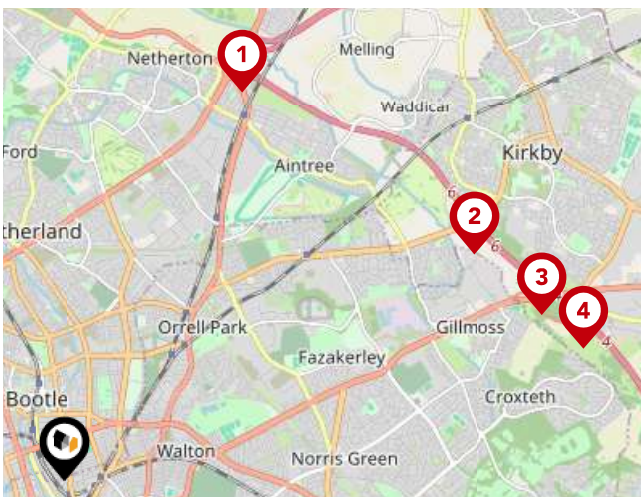 1
Netherton
Melling
Waddicar
Ford
Aintree
Kirkby
6
2
therland
6
3
4
Orrell Park
Gillmoss
4
Fazakerley
Bootle
Croxteth
Walton
Norris Green